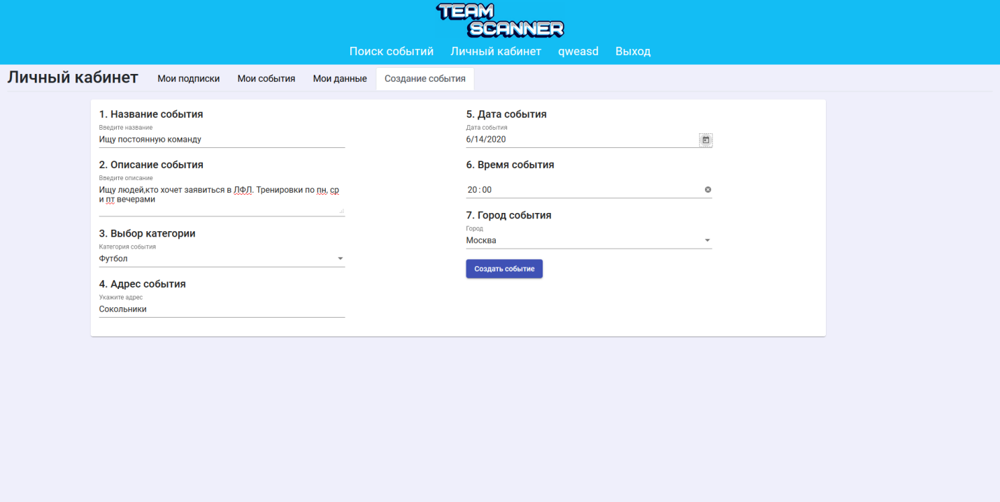 TEAM
SCANNER
Поиск событий Личный кабинет qweasd Выход
Личный кабинет Мои подписки Мои события Мои данные Создание события
1. Название события
Введите название
Ищу постоянную команду
2. Описание события
Введите описание
Ищу людей,кто хочет заявиться в ЛФЛ. Тренировки по пн, ср
и пт вечерами
3. Выбор категории
Категория события
Футбол
4. Адрес события
Укажите адрес
Сокольники
5. Дата события
Дата события
6/14/2020
6. Время события
20:00
7. Город события
Город
Москва
Создать событие